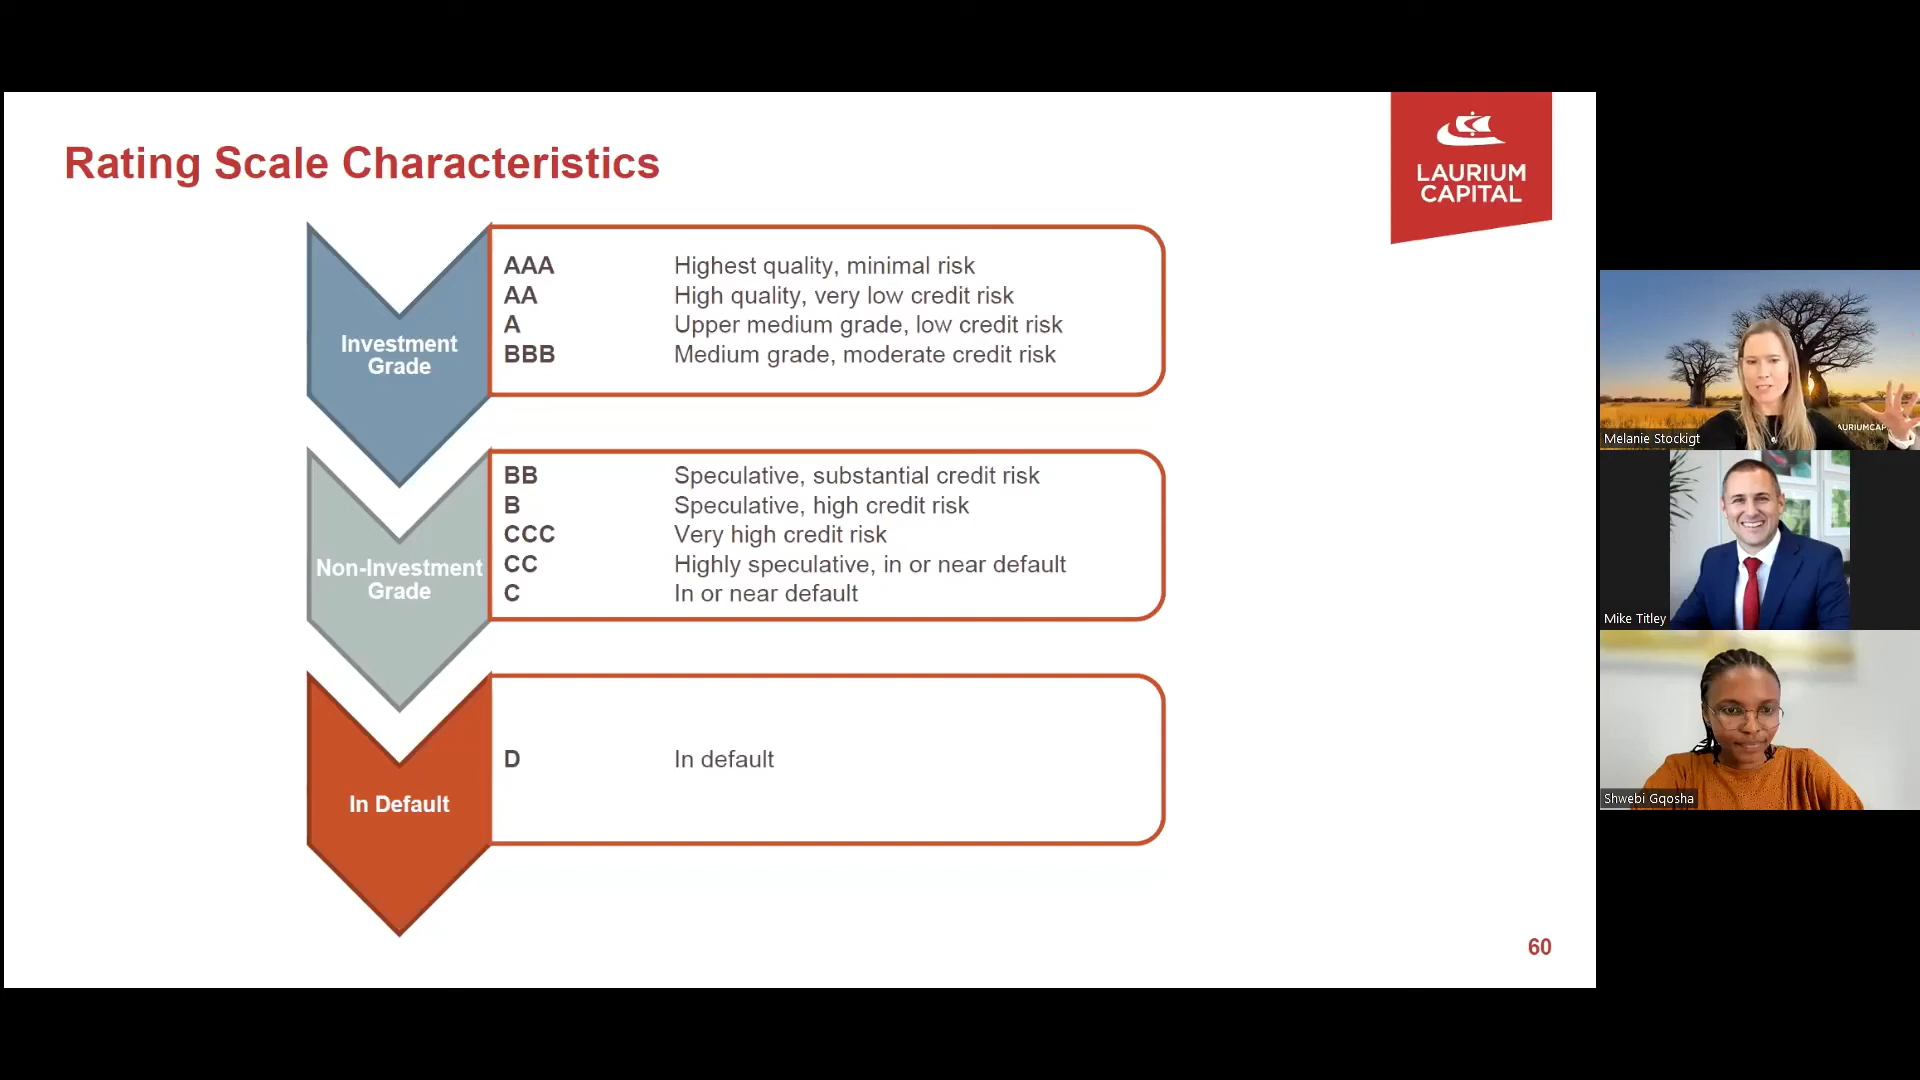 Rating Scale Characteristics
LAURIUM
CAPITAL
Investment
Grade
AAA Highest quality, minimal risk
AA High quality, very low credit risk
A Upper medium grade, low credit risk
BBB Medium grade, moderate credit risk
Non-Investment
Grade
BB Speculative, substantial credit risk
B Speculative, high credit risk
CCC Very high credit risk
CC Highly speculative, in or near default
C In or near default
In Default
D In default
60
AURIUMCAP
Melanie Stockigt
Mike Titley
Shwebi Gqosha